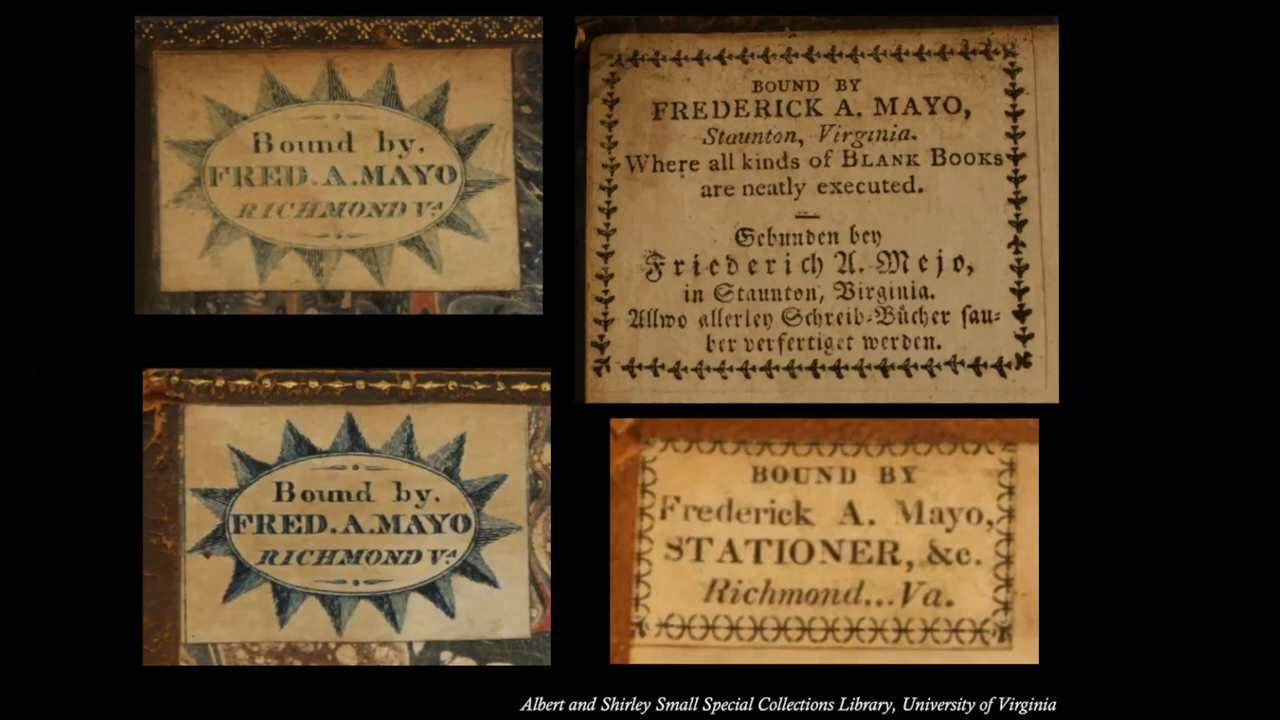 Bound by.
FRED.A.MAYO
RICHMOND Vᴬ
BOUND BY
FREDERICK A. MAYO,
Staunton, Virginia.
Where all kinds of BLANK BOOKS
are neatly executed.
Gebunden bey
Friederich A. Mejo,
in Staunton, Virginia.
Allwo allerley Schreib-Bücher sau-
ber verfertiget werden.
Bound by.
FRED.A.MAYO
RICHMOND Vᴬ
BOUND BY
Frederick A. Mayo,
STATIONER, &c.
Richmond...Va.
Albert and Shirley Small Special Collections Library, University of Virginia